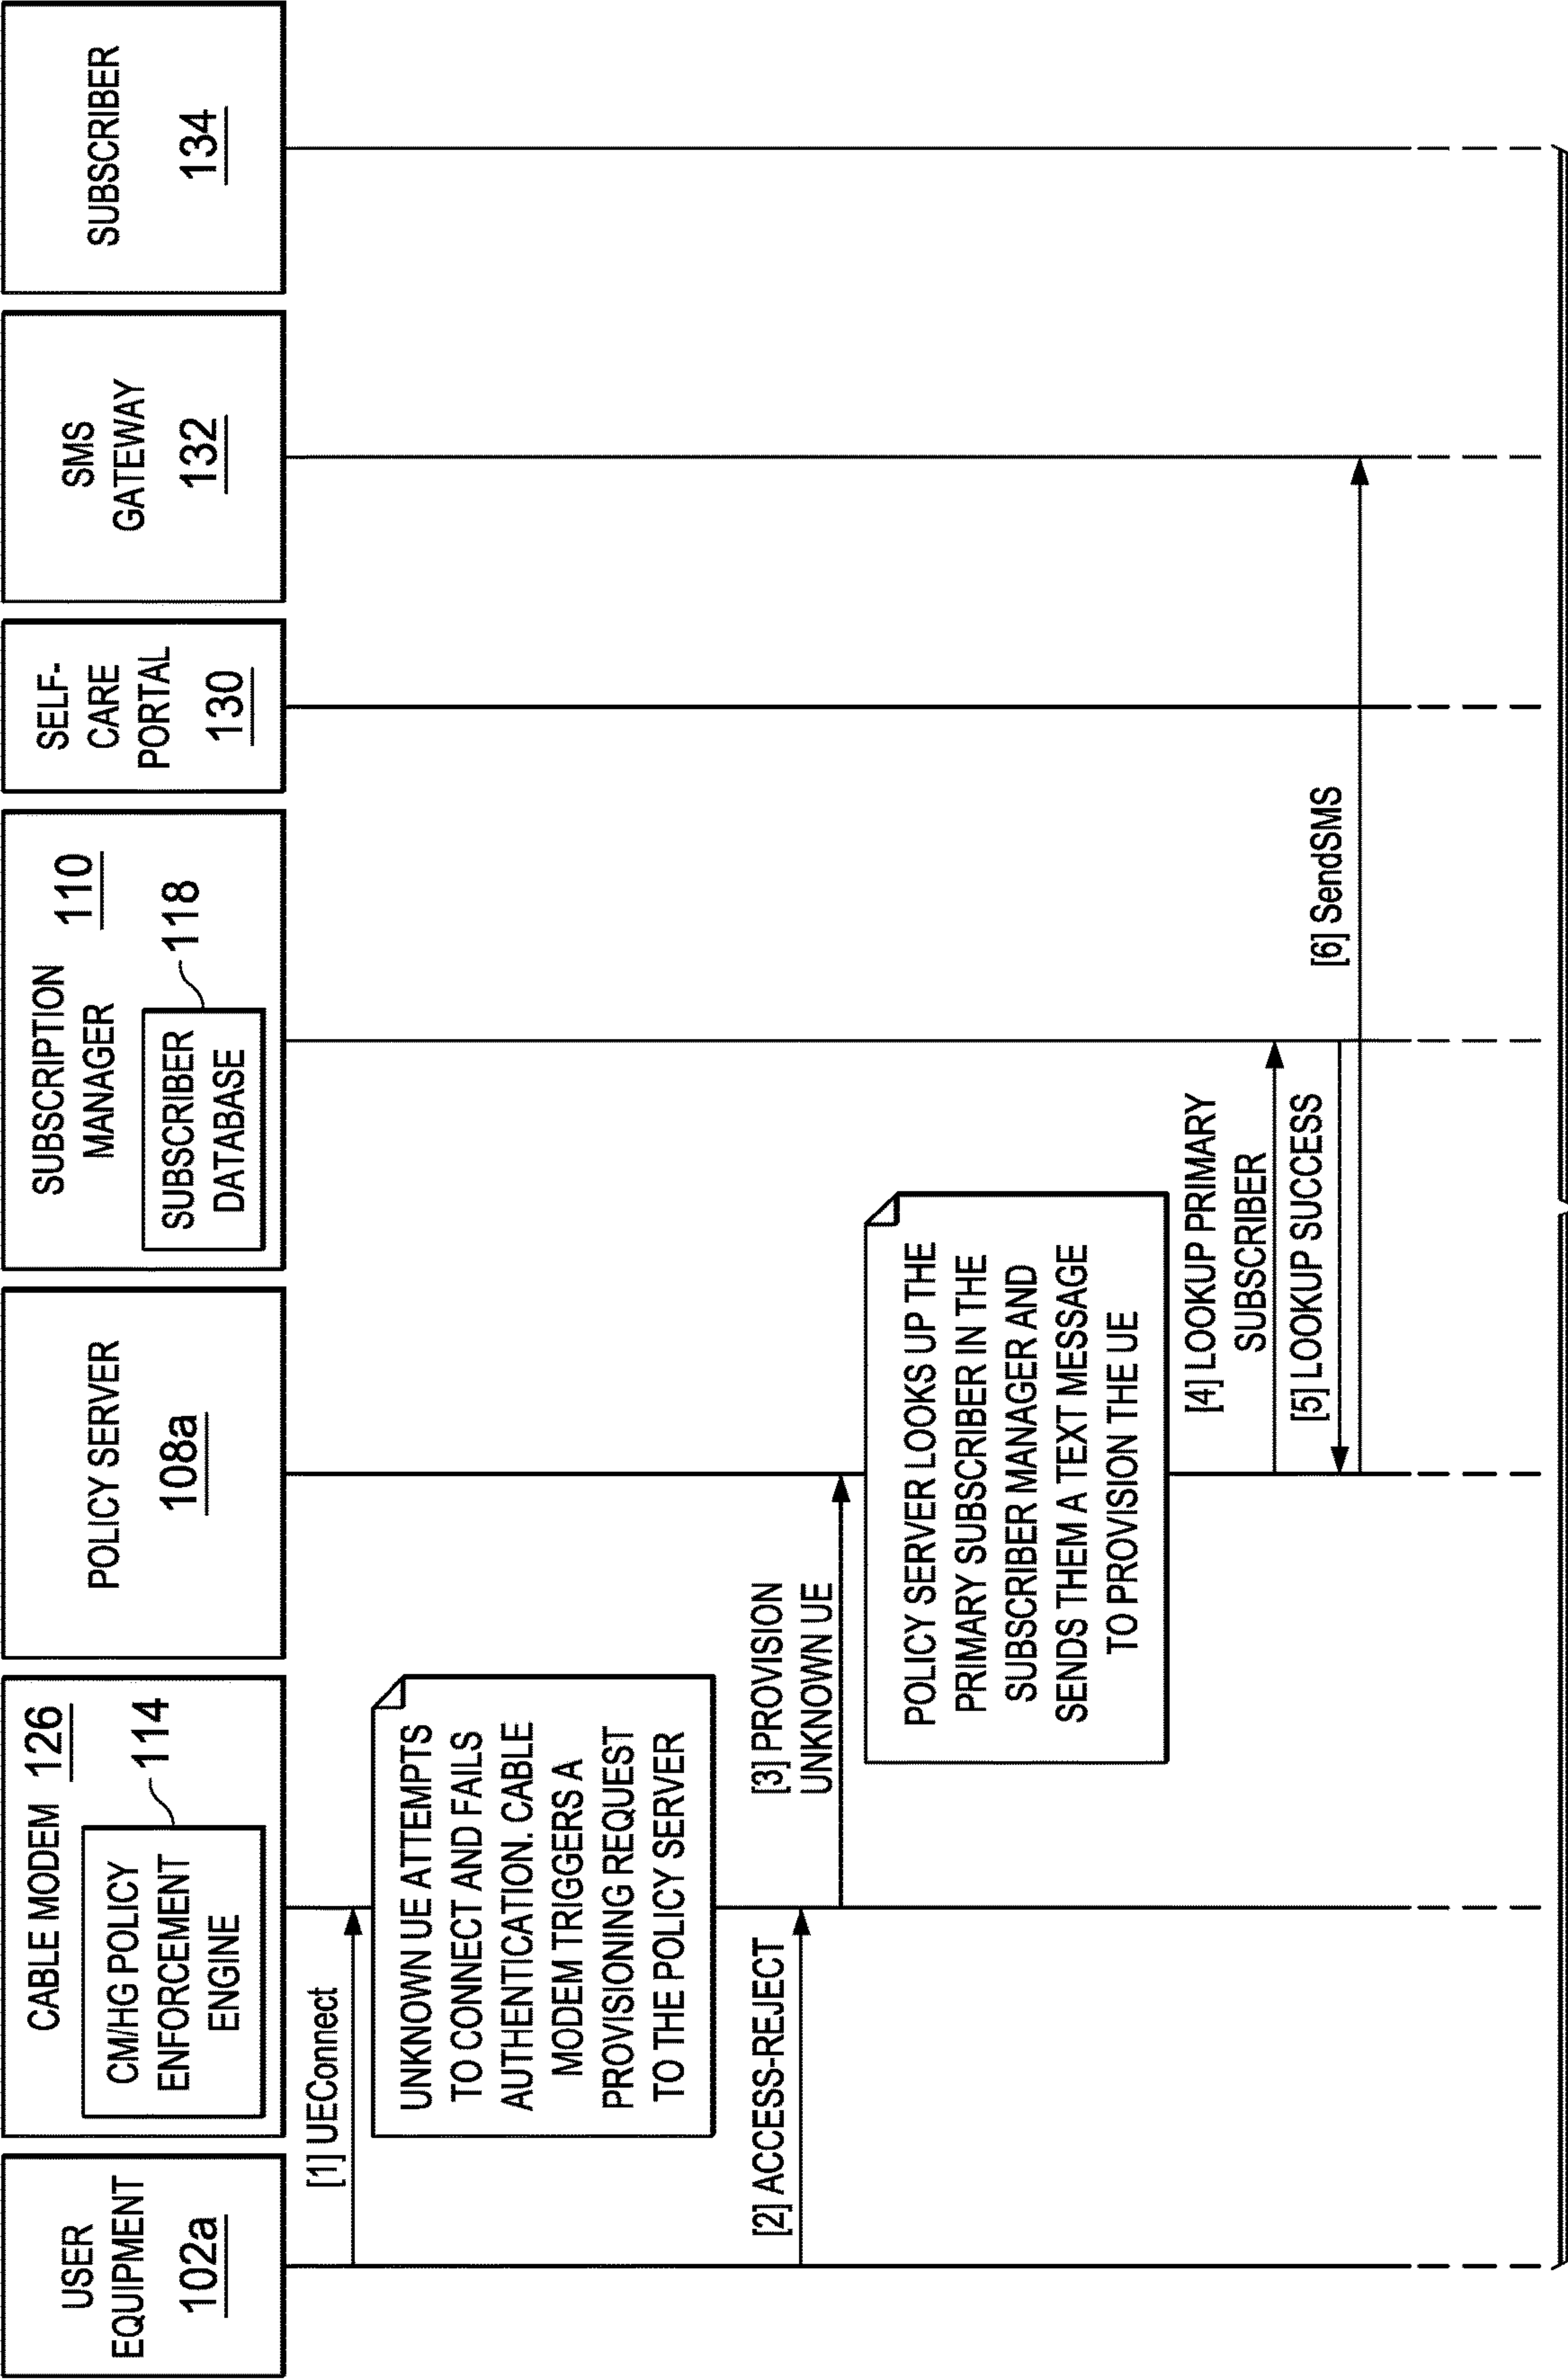 USER
EQUIPMENT
102a
CABLE MODEM 126
CM/HG POLICY
ENFORCEMENT
ENGINE
114
POLICY SERVER
108a
SUBSCRIPTION
MANAGER
110
SUBSCRIBER
DATABASE
118
SELF-
CARE
PORTAL
130
SMS
GATEWAY
132
SUBSCRIBER
134
[1] UEConnect
UNKNOWN UE ATTEMPTS
TO CONNECT AND FAILS
AUTHENTICATION. CABLE
MODEM TRIGGERS A
PROVISIONING REQUEST
TO THE POLICY SERVER
[2] ACCESS-REJECT
[3] PROVISION
UNKNOWN UE
POLICY SERVER LOOKS UP THE
PRIMARY SUBSCRIBER IN THE
SUBSCRIBER MANAGER AND
SENDS THEM A TEXT MESSAGE
TO PROVISION THE UE
[4] LOOKUP PRIMARY
SUBSCRIBER
[5] LOOKUP SUCCESS
[6] SendSMS